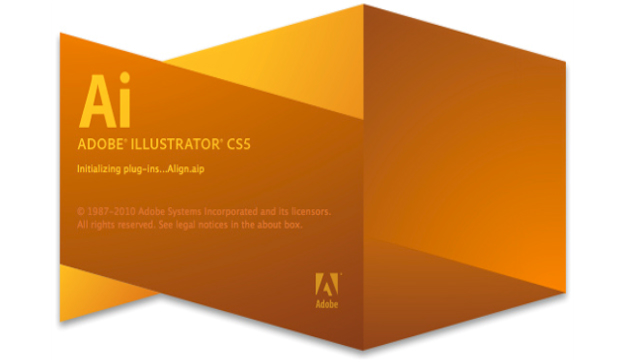 Ai
ADOBE® ILLUSTRATOR® CS5
Initializing plug-ins...Align.aip
© 1987-2010 Adobe Systems Incorporated and its licensors.
All rights reserved. See legal notices in the about box.
Adobe